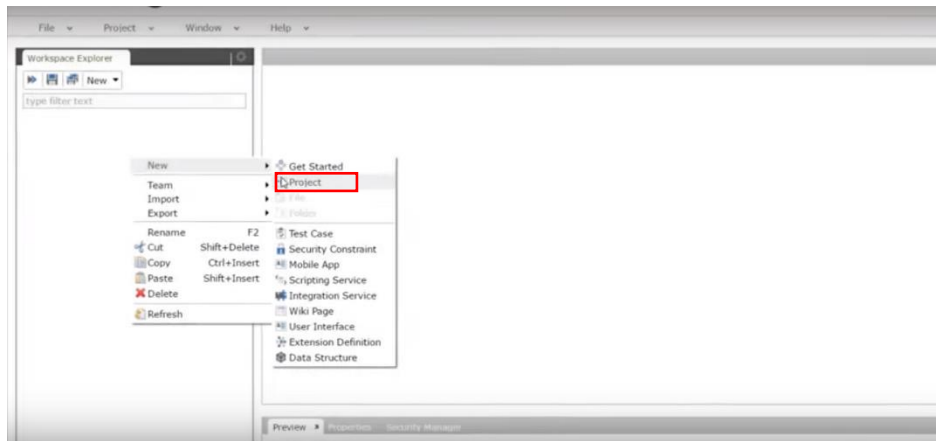 File Project Window Help
Workspace Explorer
New
type filter text
New
Team
Import
Export
Rename F2
Cut Shift+Delete
Copy Ctrl+Insert
Paste Shift+Insert
Delete
Refresh
Get Started
Project
File
Folder
Test Case
Security Constraint
Mobile App
Scripting Service
Integration Service
Wiki Page
User Interface
Extension Definition
Data Structure
Preview Properties Security Manager